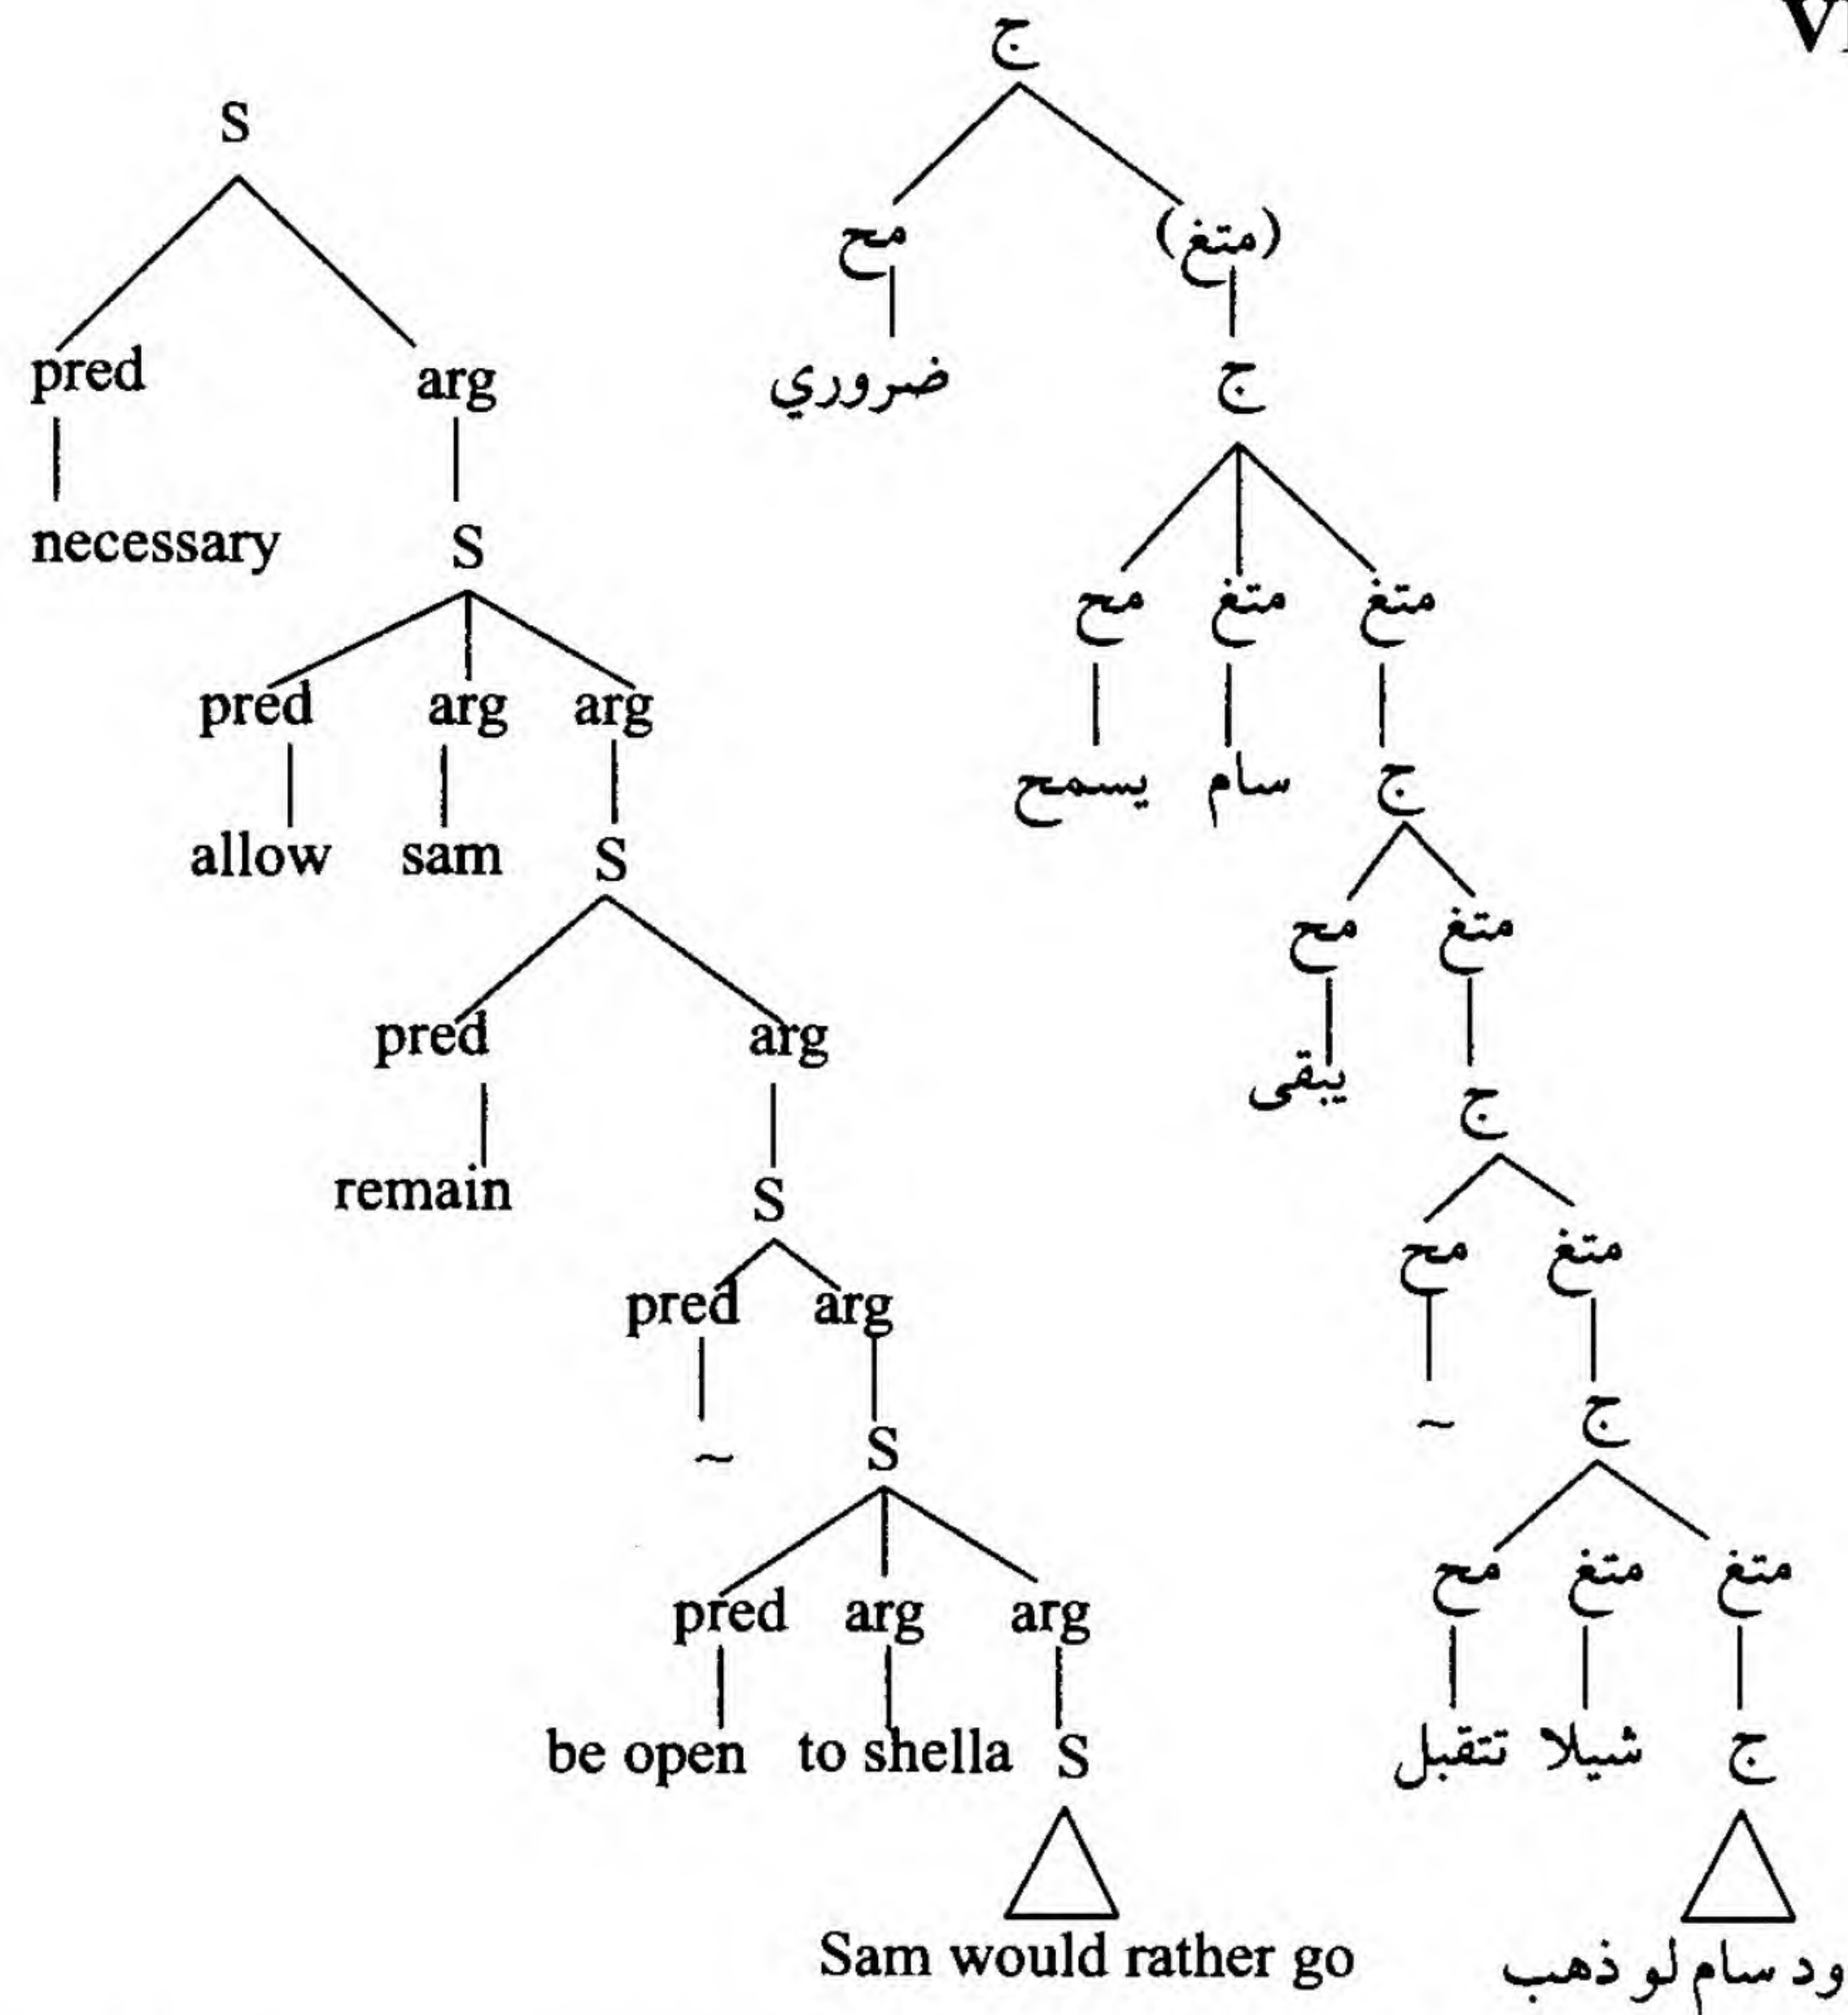 VI
S
pred arg
necessary S
pred arg arg
allow sam S
pred arg
remain S
pred arg
~ S
pred arg arg
be open to shella S
Sam would rather go
ج
مح (متغ)
ضروري ج
مح متغ متغ
يسمح سام ج
مح متغ
يبقى ج
مح متغ
~ ج
مح متغ متغ
تتقبل شيلا ج
ود سام لو ذهب